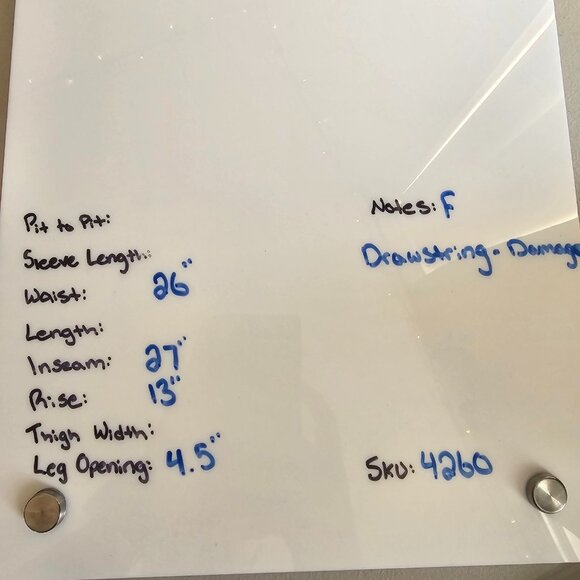 Pit to Pit:
Sleeve Length:
Waist: 26"
Length:
Inseam: 27"
Rise: 13"
Thigh Width:
Leg Opening: 4.5"
Notes: F
Drawstring - Damage
SKU: 4260